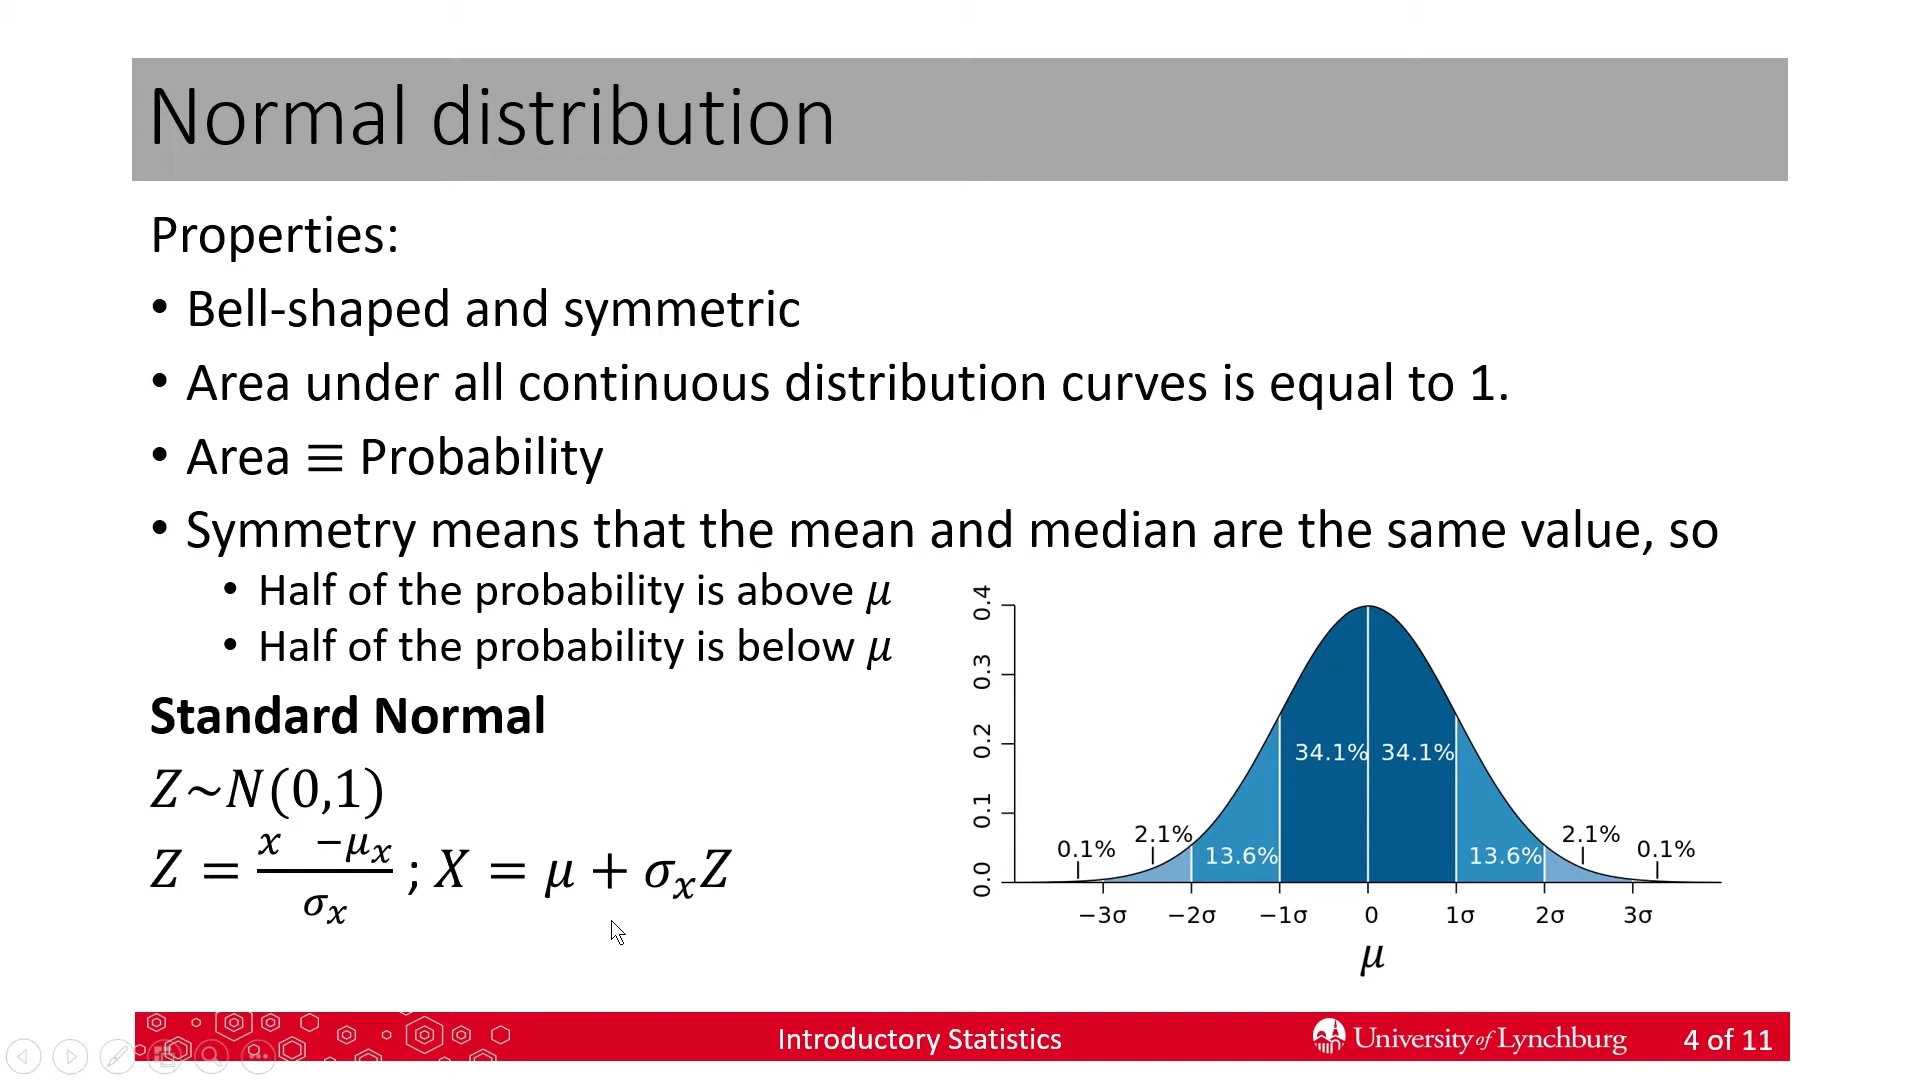 Normal distribution
Properties:
• Bell-shaped and symmetric
• Area under all continuous distribution curves is equal to 1.
• Area ≡ Probability
• Symmetry means that the mean and median are the same value, so
• Half of the probability is above μ
• Half of the probability is below μ
Standard Normal
Z~N(0,1)
Z = (x − μₓ)/σₓ ; X = μ + σₓZ
0.4
0.3
0.2
0.1
0.0
34.1% 34.1%
0.1% 2.1% 13.6% 13.6% 2.1% 0.1%
−3σ −2σ −1σ 0 1σ 2σ 3σ
μ
Introductory Statistics
University of Lynchburg
4 of 11